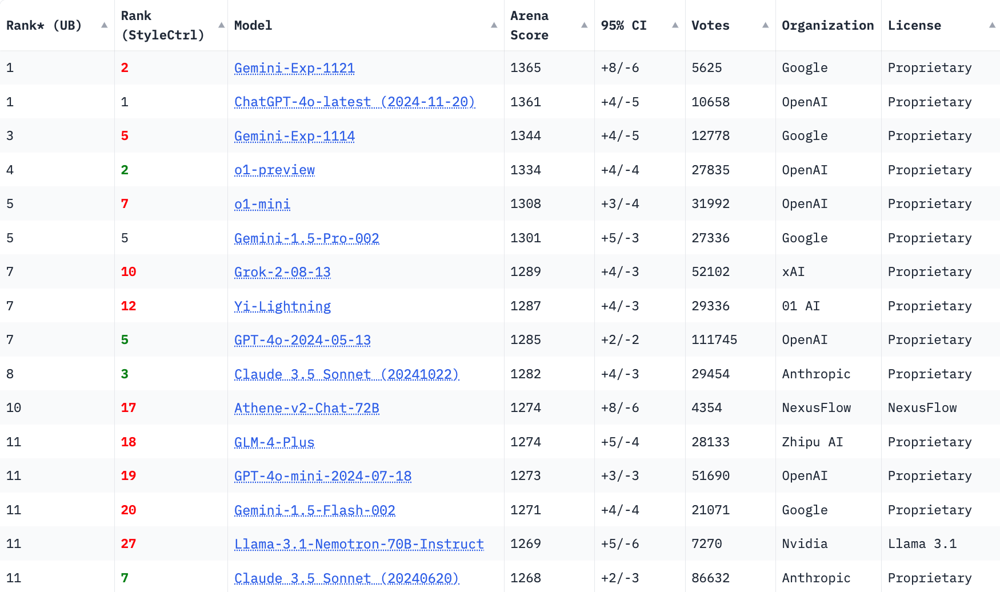 Rank* (UB) ▲ Rank (StyleCtrl) ▲ Model ▲ Arena Score ▲ 95% CI ▲ Votes ▲ Organization License ▲
1 2 Gemini-Exp-1121 1365 +8/-6 5625 Google Proprietary
1 1 ChatGPT-4o-latest (2024-11-20) 1361 +4/-5 10658 OpenAI Proprietary
3 5 Gemini-Exp-1114 1344 +4/-5 12778 Google Proprietary
4 2 o1-preview 1334 +4/-4 27835 OpenAI Proprietary
5 7 o1-mini 1308 +3/-4 31992 OpenAI Proprietary
5 5 Gemini-1.5-Pro-002 1301 +5/-3 27336 Google Proprietary
7 10 Grok-2-08-13 1289 +4/-3 52102 xAI Proprietary
7 12 Yi-Lightning 1287 +4/-3 29336 01 AI Proprietary
7 5 GPT-4o-2024-05-13 1285 +2/-2 111745 OpenAI Proprietary
8 3 Claude 3.5 Sonnet (20241022) 1282 +4/-3 29454 Anthropic Proprietary
10 17 Athene-v2-Chat-72B 1274 +8/-6 4354 NexusFlow NexusFlow
11 18 GLM-4-Plus 1274 +5/-4 28133 Zhipu AI Proprietary
11 19 GPT-4o-mini-2024-07-18 1273 +3/-3 51690 OpenAI Proprietary
11 20 Gemini-1.5-Flash-002 1271 +4/-4 21071 Google Proprietary
11 27 Llama-3.1-Nemotron-70B-Instruct 1269 +5/-6 7270 Nvidia Llama 3.1
11 7 Claude 3.5 Sonnet (20240620) 1268 +2/-3 86632 Anthropic Proprietary